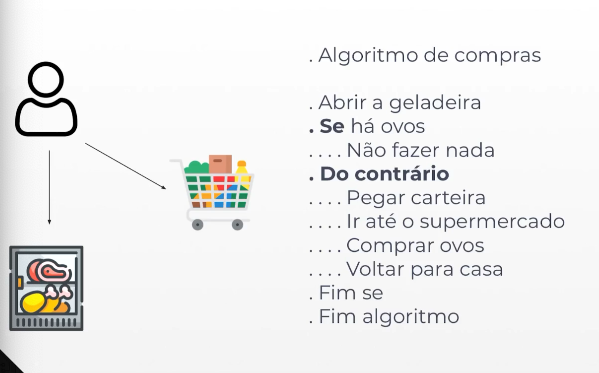 . Algoritmo de compras
. Abrir a geladeira
. Se há ovos
. . . . Não fazer nada
. Do contrário
. . . . Pegar carteira
. . . . Ir até o supermercado
. . . . Comprar ovos
. . . . Voltar para casa
. Fim se
. Fim algoritmo